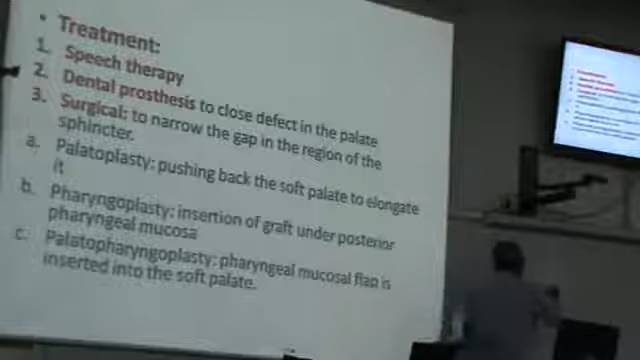 • Treatment:
1. Speech therapy
2. Dental prosthesis to close defect in the palate
3. Surgical: to narrow the gap in the region of the
sphincter.
a. Palatoplasty: pushing back the soft palate to elongate
it
b. Pharyngoplasty: insertion of graft under posterior
pharyngeal mucosa
c. Palatopharyngoplasty: pharyngeal mucosal flap is
inserted into the soft palate.